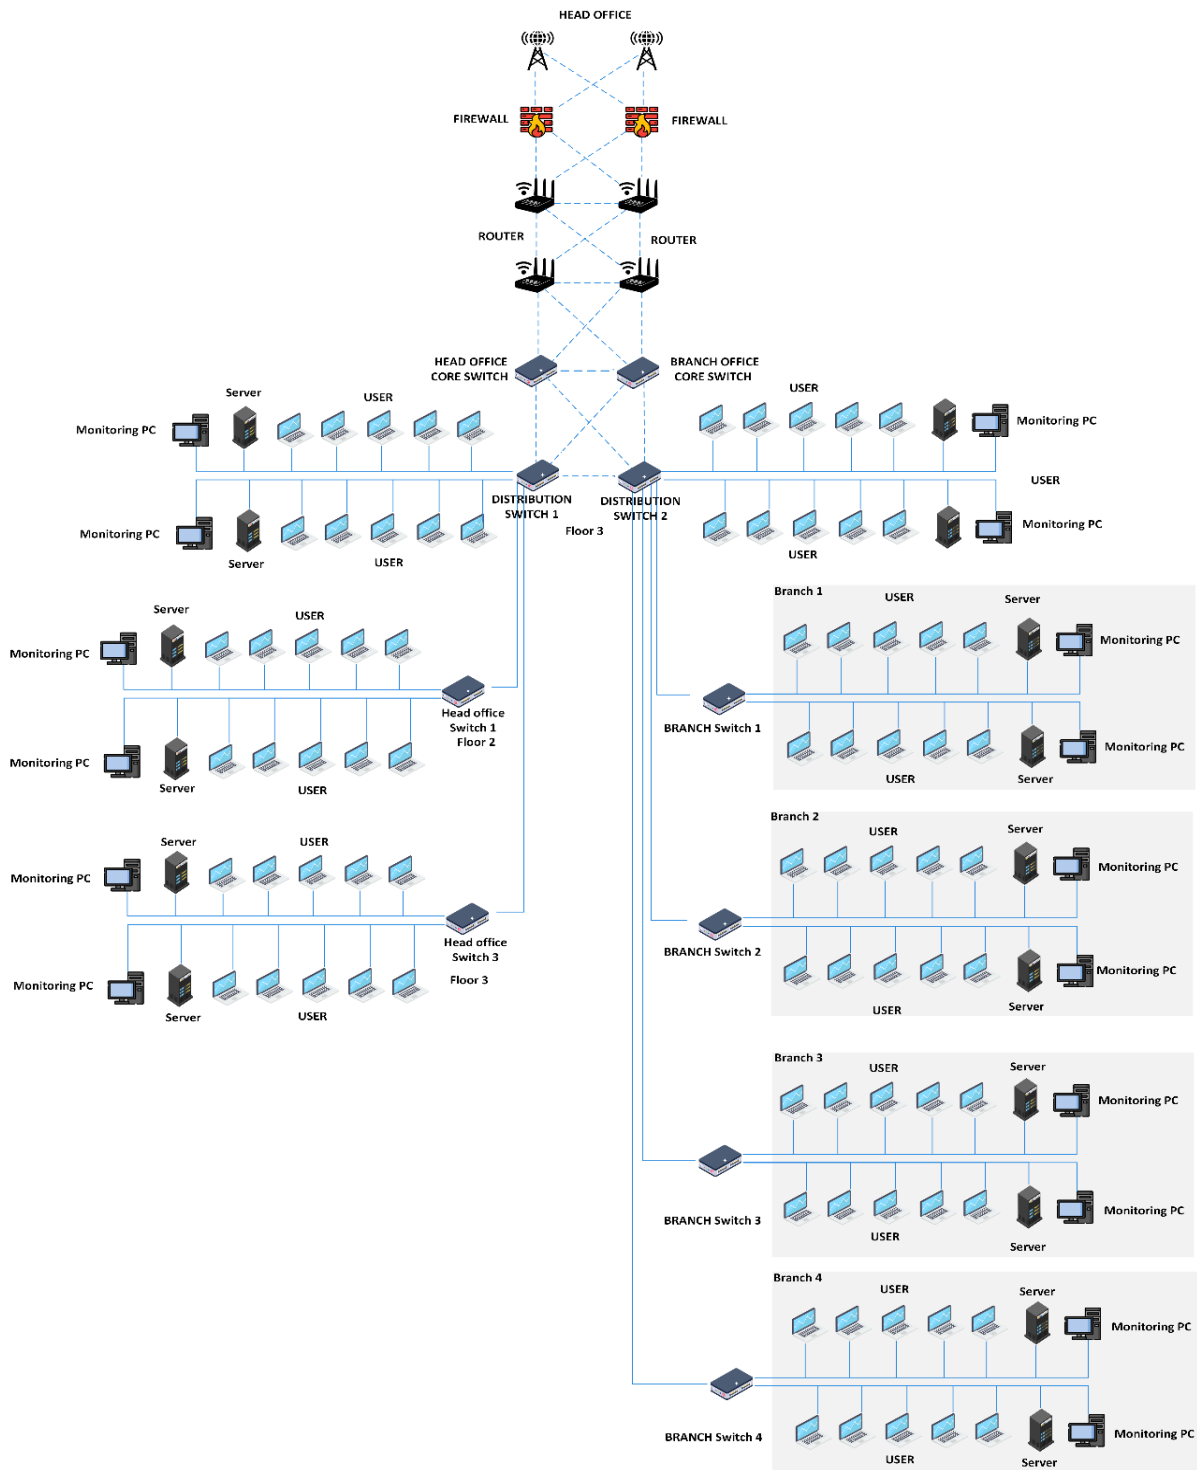 HEAD OFFICE
FIREWALL
FIREWALL
ROUTER
ROUTER
HEAD OFFICE
CORE SWITCH
BRANCH OFFICE
CORE SWITCH
Server
USER
Monitoring PC
USER
Monitoring PC
DISTRIBUTION
SWITCH 1
DISTRIBUTION
SWITCH 2
Floor 3
USER
Monitoring PC
Server
USER
USER
Monitoring PC
Server
USER
Monitoring PC
Head office
Switch 1
Floor 2
Monitoring PC
Server
USER
Branch 1
USER
Server
Monitoring PC
BRANCH Switch 1
Monitoring PC
USER
Server
Server
USER
Monitoring PC
Head office
Switch 3
Floor 3
Monitoring PC
Server
USER
Branch 2
USER
Server
Monitoring PC
BRANCH Switch 2
Monitoring PC
USER
Server
Branch 3
USER
Server
Monitoring PC
BRANCH Switch 3
Monitoring PC
USER
Server
Branch 4
USER
Server
Monitoring PC
BRANCH Switch 4
Monitoring PC
USER
Server